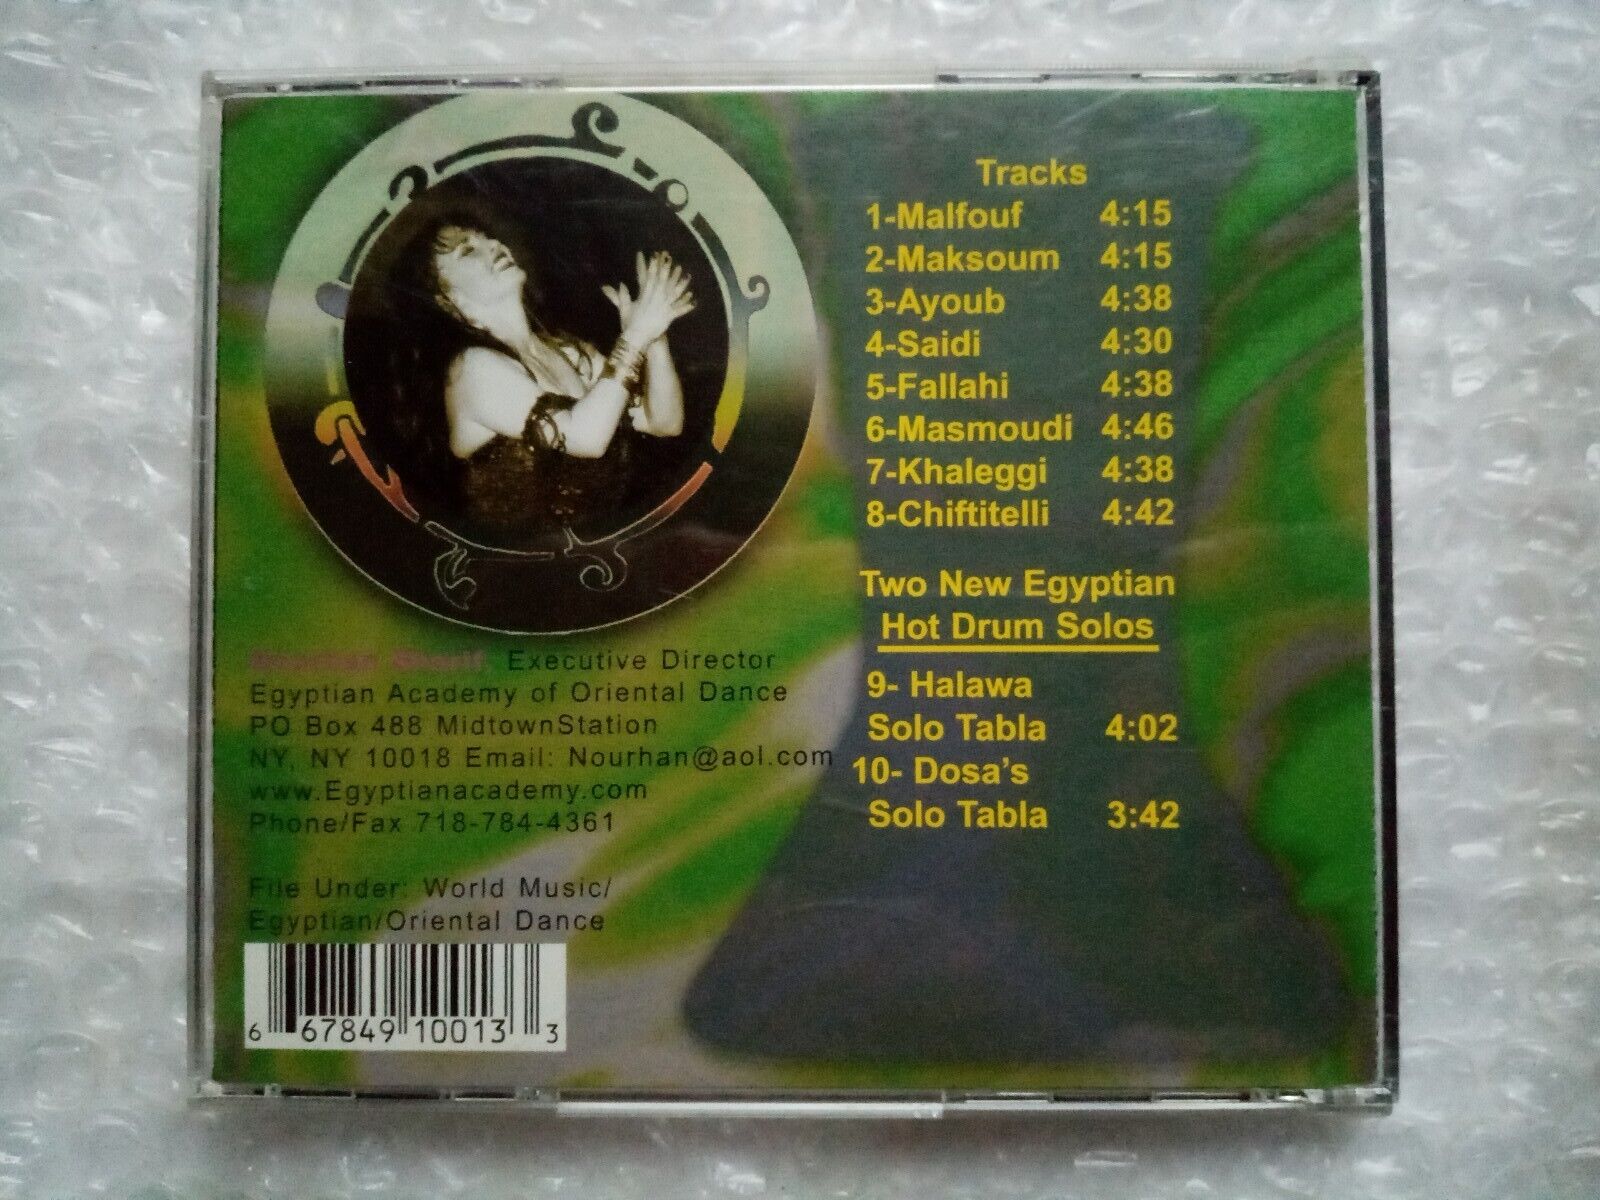 Tracks
1-Malfouf 4:15
2-Maksoum 4:15
3-Ayoub 4:38
4-Saidi 4:30
5-Fallahi 4:38
6-Masmoudi 4:46
7-Khaleggi 4:38
8-Chiftitelli 4:42
Two New Egyptian
Hot Drum Solos
9- Halawa
Solo Tabla 4:02
10- Dosa's
Solo Tabla 3:42
Sharif, Executive Director
Egyptian Academy of Oriental Dance
PO Box 488 MidtownStation
NY, NY 10018 Email: Nourhan@aol.com
www.Egyptianacademy.com
Phone/Fax 718-784-4361
File Under: World Music/
Egyptian/Oriental Dance
6 67849 10013 3